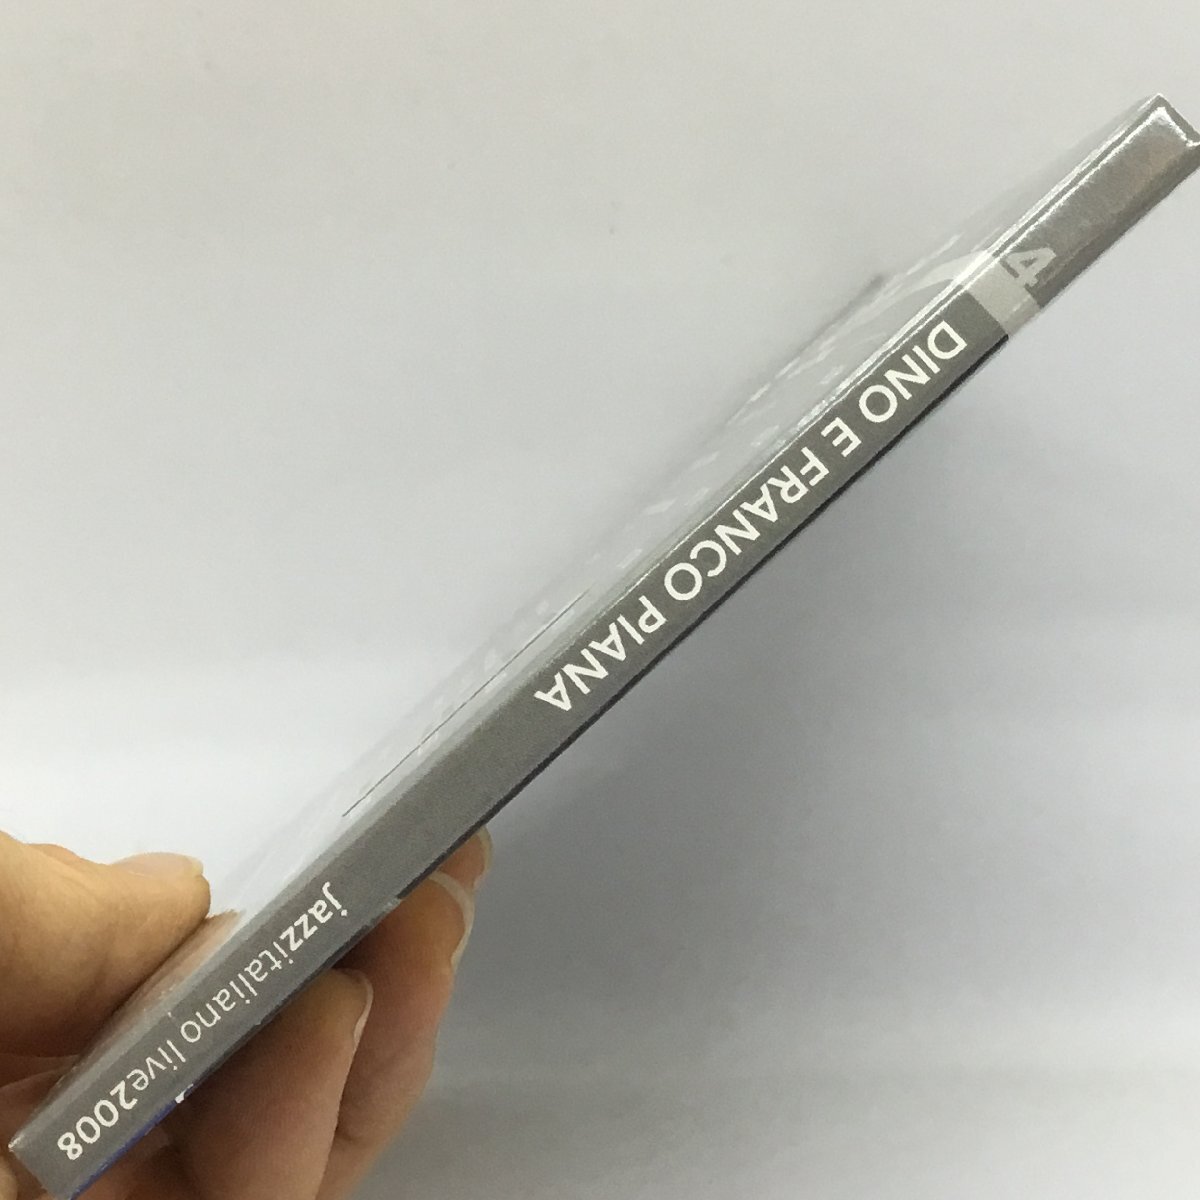 4
DINO E FRANCO PIANA
jazzitaliano live2008